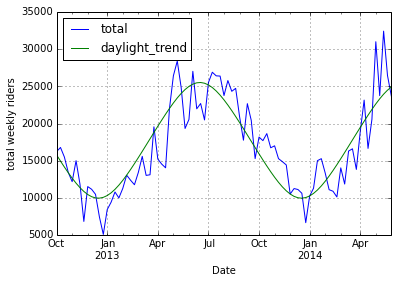 35000
30000
25000
20000
15000
10000
5000
total weekly riders
total
daylight_trend
Oct Jan Apr Jul Oct Jan Apr
2013 2014
Date